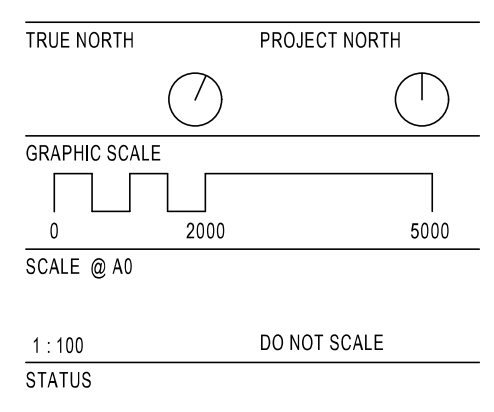 TRUE NORTH PROJECT NORTH
GRAPHIC SCALE
0 2000 5000
SCALE @ A0
1 : 100 DO NOT SCALE
STATUS